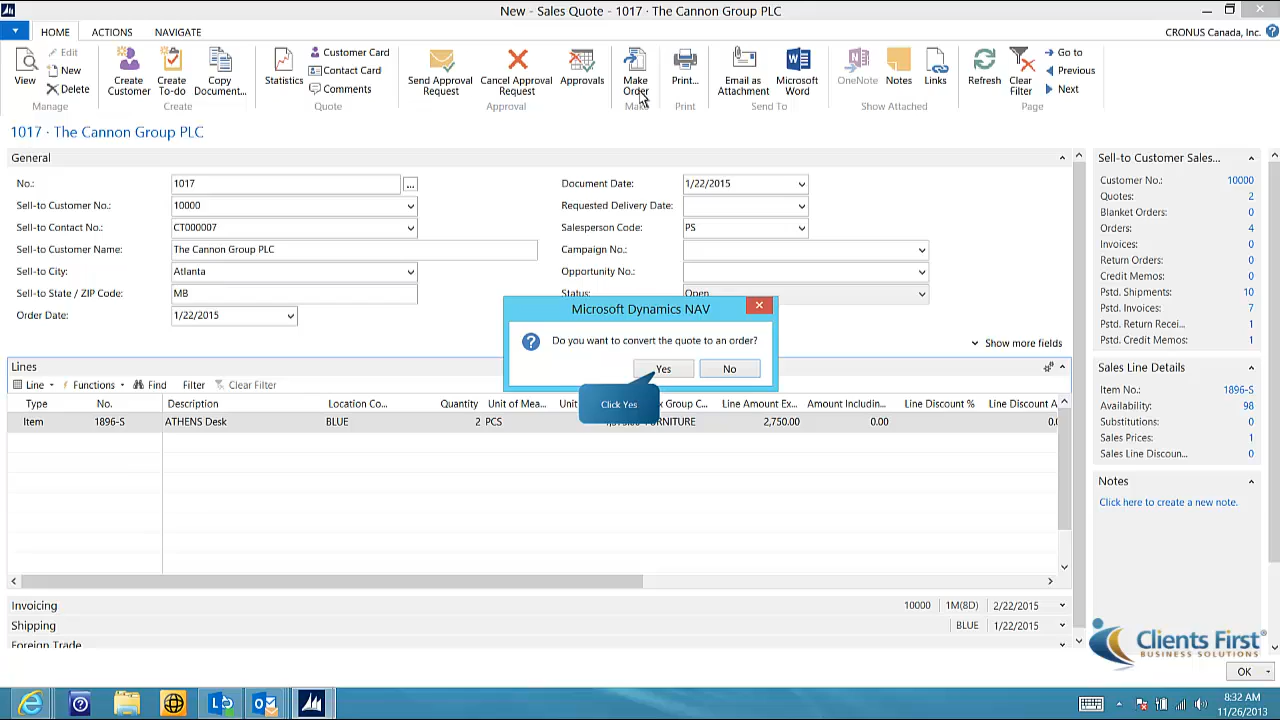 New - Sales Quote - 1017 · The Cannon Group PLC
HOME ACTIONS NAVIGATE
CRONUS Canada, Inc.
View
Edit
New
Delete
Manage
Create Customer
Create To-do
Copy Document...
Create
Statistics
Customer Card
Contact Card
Comments
Quote
Send Approval Request
Cancel Approval Request
Approvals
Approval
Make Order
Print...
Print
Email as Attachment
Microsoft Word
Send To
OneNote
Notes
Links
Show Attached
Refresh
Clear Filter
Go to
Previous
Next
Page
1017 · The Cannon Group PLC
General
No.: 1017
Sell-to Customer No.: 10000
Sell-to Contact No.: CT000007
Sell-to Customer Name: The Cannon Group PLC
Sell-to City: Atlanta
Sell-to State / ZIP Code: MB
Order Date: 1/22/2015
Document Date: 1/22/2015
Requested Delivery Date:
Salesperson Code: PS
Campaign No.:
Opportunity No.:
Status: Open
Show more fields
Microsoft Dynamics NAV
Do you want to convert the quote to an order?
Yes No
Click Yes
Lines
Line Functions Find Filter Clear Filter
Type No. Description Location Co... Quantity Unit of Mea... Unit Group C... Line Amount Ex... Amount Includin... Line Discount % Line Discount A
Item 1896-S ATHENS Desk BLUE 2 PCS 2,750.00 0.00
Invoicing 10000 1M(8D) 2/22/2015
Shipping BLUE 1/22/2015
Foreign Trade
Sell-to Customer Sales...
Customer No.: 10000
Quotes: 2
Blanket Orders: 0
Orders: 4
Invoices: 0
Return Orders: 0
Credit Memos: 0
Pstd. Shipments: 10
Pstd. Invoices: 7
Pstd. Return Recei... 1
Pstd. Credit Memos: 1
Sales Line Details
Item No.: 1896-S
Availability: 98
Substitutions: 0
Sales Prices: 1
Sales Line Discoun... 0
Notes
Click here to create a new note.
Clients First®
BUSINESS SOLUTIONS
OK
8:32 AM
11/26/2013